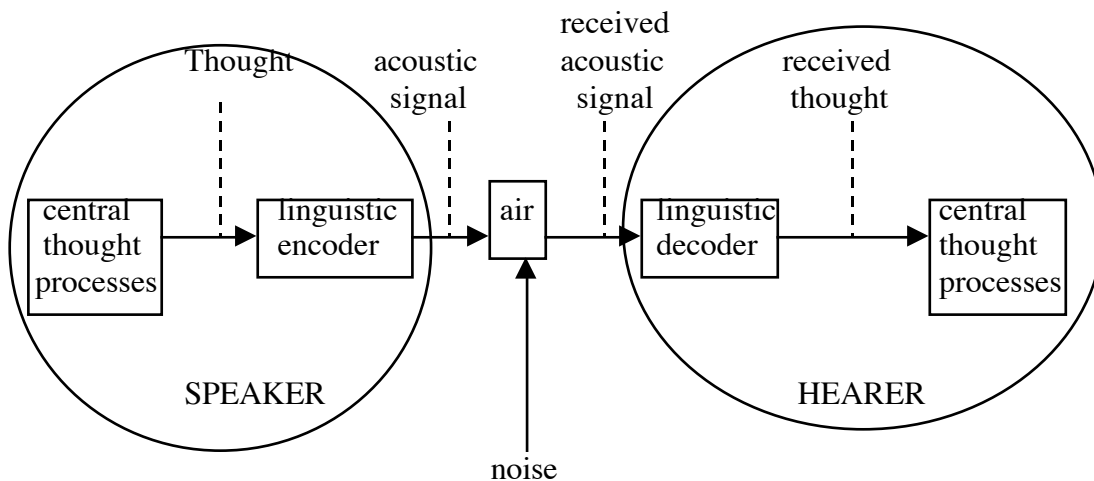 Thought
acoustic
signal
received
acoustic
signal
received
thought
central
thought
processes
linguistic
encoder
air
linguistic
decoder
central
thought
processes
SPEAKER
HEARER
noise